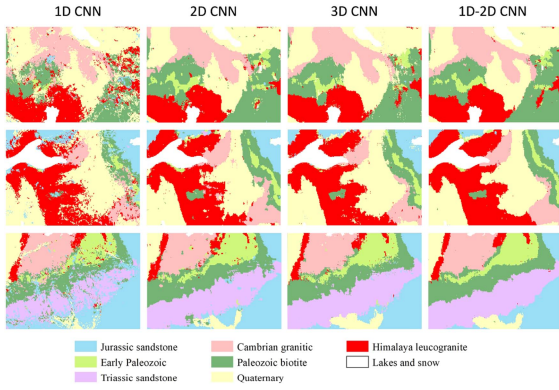 1D CNN 2D CNN 3D CNN 1D-2D CNN
Jurassic sandstone Cambrian granitic Himalaya leucogranite
Early Paleozoic Paleozoic biotite Lakes and snow
Triassic sandstone Quaternary